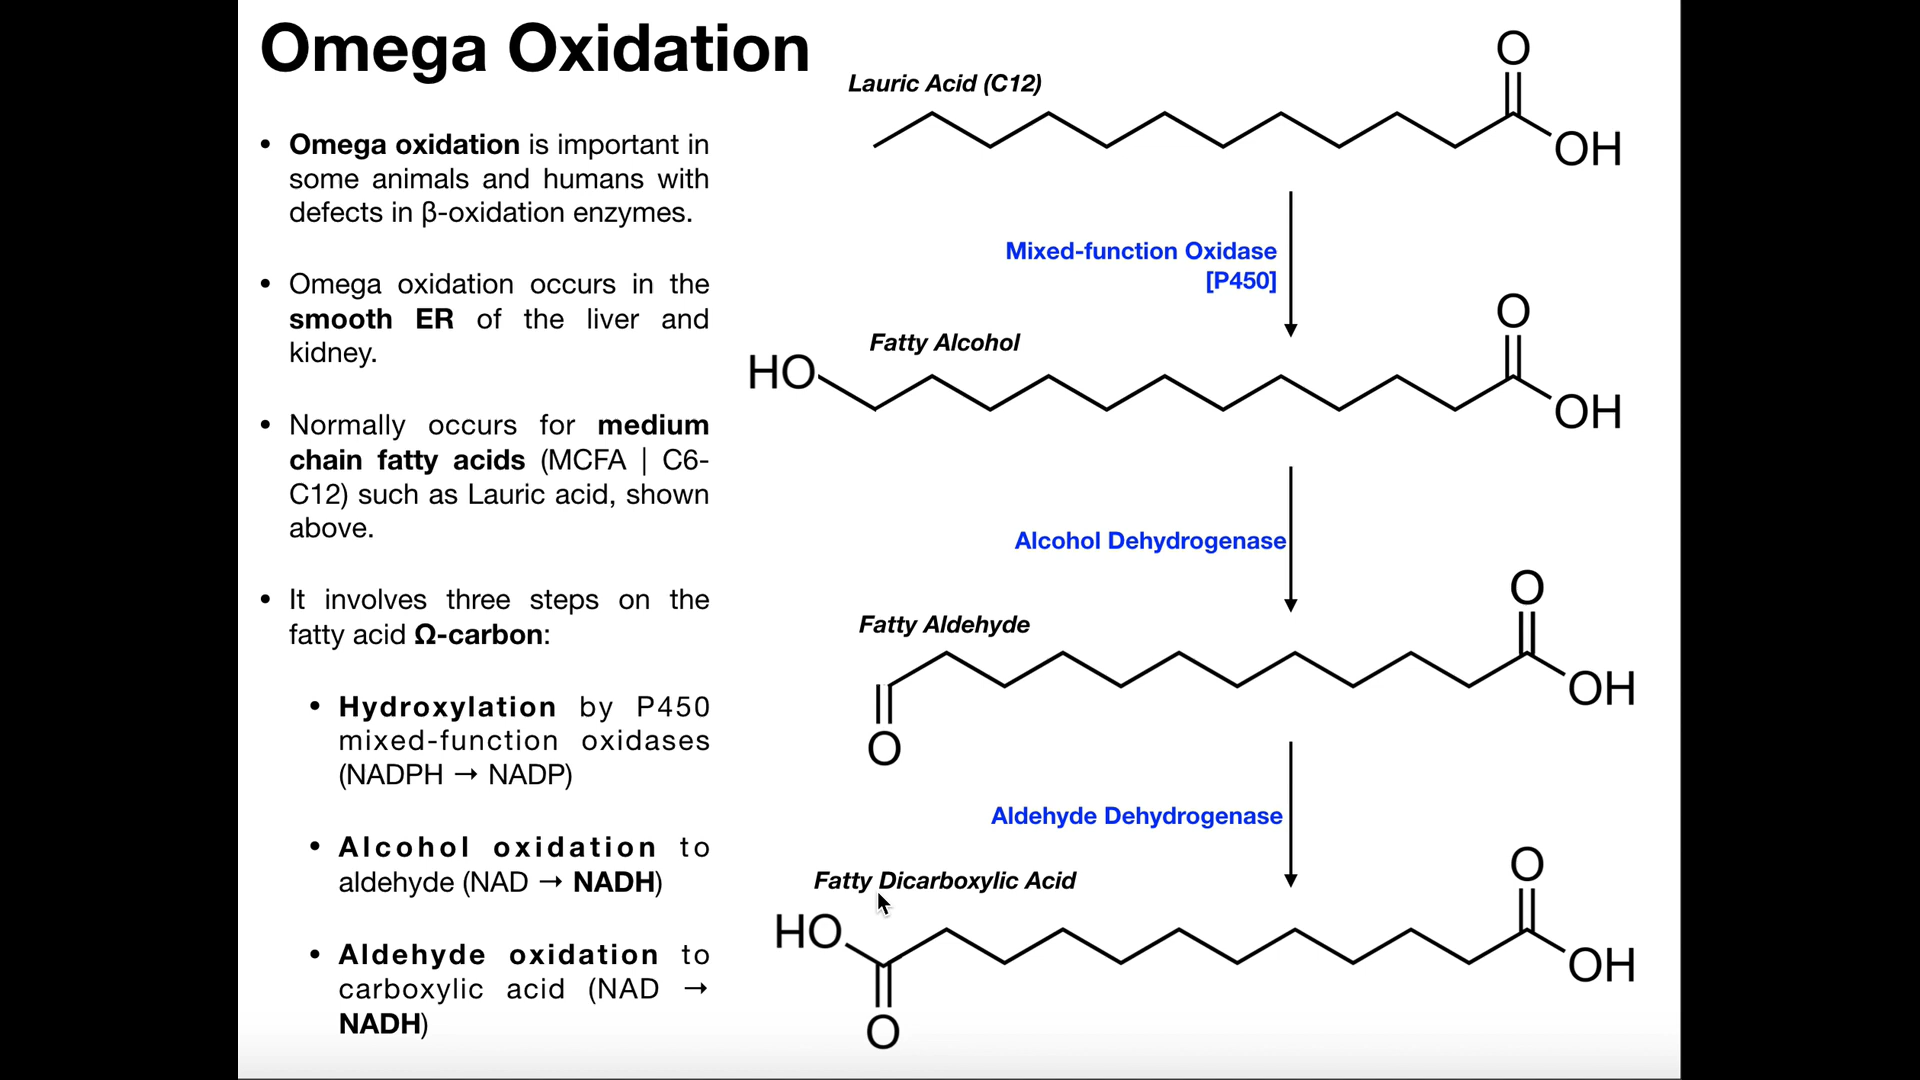 Omega Oxidation
• Omega oxidation is important in
some animals and humans with
defects in β-oxidation enzymes.
• Omega oxidation occurs in the
smooth ER of the liver and
kidney.
• Normally occurs for medium
chain fatty acids (MCFA | C6-
C12) such as Lauric acid, shown
above.
• It involves three steps on the
fatty acid Ω-carbon:
• Hydroxylation by P450
mixed-function oxidases
(NADPH → NADP)
• Alcohol oxidation to
aldehyde (NAD → NADH)
• Aldehyde oxidation to
carboxylic acid (NAD →
NADH)
Lauric Acid (C12)
O
OH
Mixed-function Oxidase
[P450]
Fatty Alcohol
HO
O
OH
Alcohol Dehydrogenase
Fatty Aldehyde
O
OH
O
Aldehyde Dehydrogenase
Fatty Dicarboxylic Acid
HO
O
O
OH